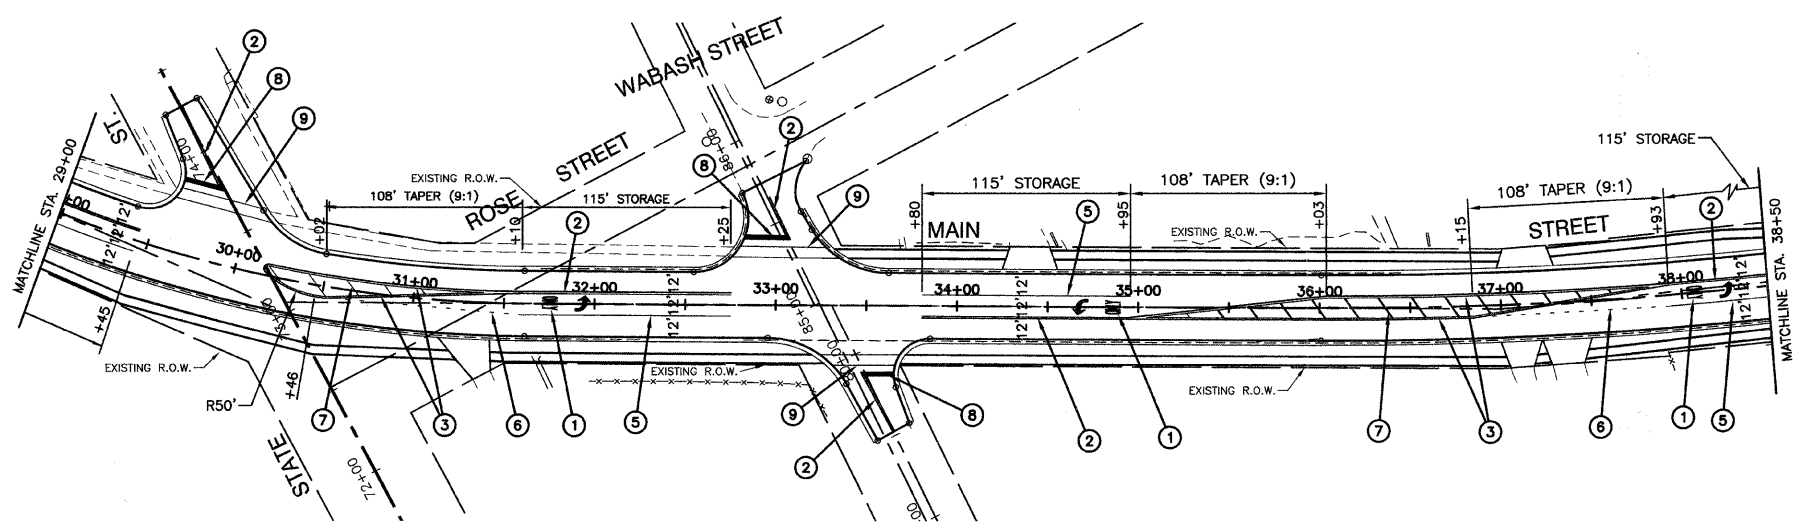 2
8
9
ST.
74+00
MATCHLINE STA. 29+00
12' 12' 12'
+45
EXISTING R.O.W.
R50'
+46
STATE
72+00
30+00
+02
108' TAPER (9:1)
EXISTING R.O.W.
+10
115' STORAGE
+25
ROSE STREET
WABASH STREET
86+00
2
8
9
2
31+00
32+00
33+00
34+00
35+00
36+00
37+00
38+00
12' 12' 12'
12' 12' 12'
12' 12' 12'
85+00
7
3
6
1
5
EXISTING R.O.W.
9
2
8
+80
115' STORAGE
5
+95
108' TAPER (9:1)
+03
MAIN STREET
EXISTING R.O.W.
+15
108' TAPER (9:1)
+93
2
115' STORAGE
2
1
EXISTING R.O.W.
7
3
6
1
5
MATCHLINE STA. 38+50